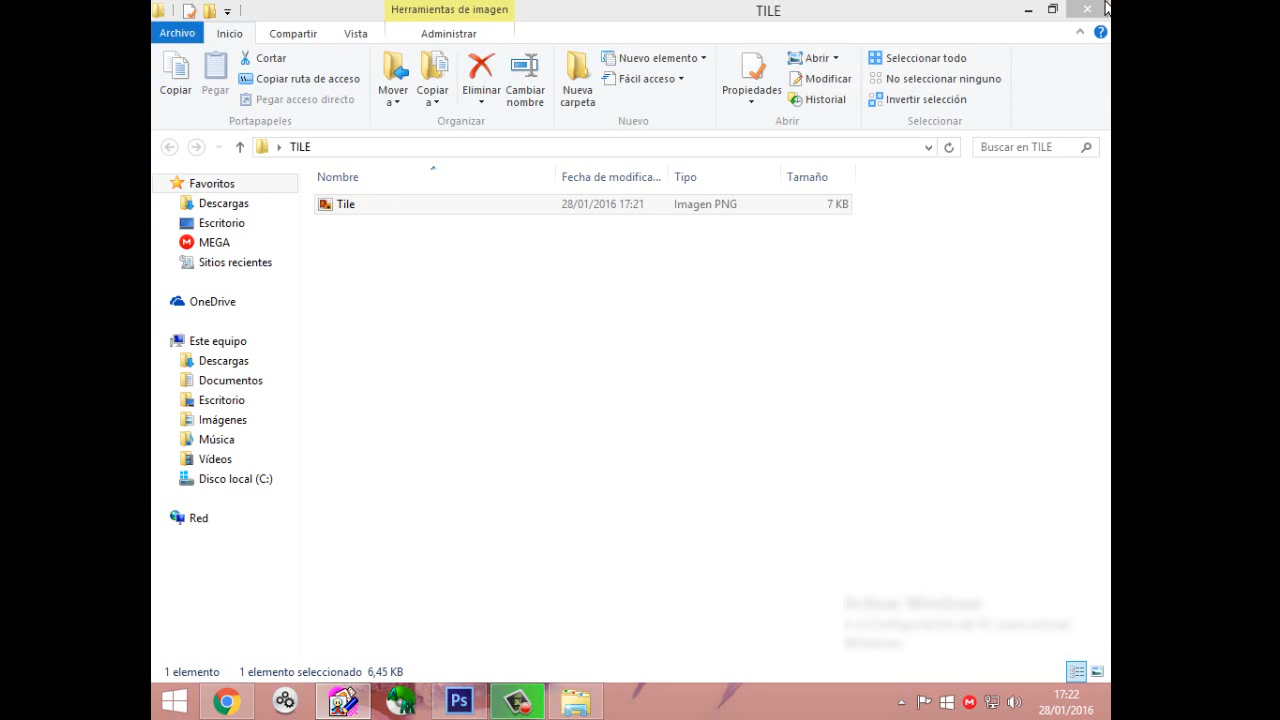 Herramientas de imagen
TILE
Archivo
Inicio
Compartir
Vista
Administrar
Copiar
Pegar
Cortar
Copiar ruta de acceso
Pegar acceso directo
Portapapeles
Mover a
Copiar a
Eliminar
Cambiar nombre
Organizar
Nueva carpeta
Nuevo elemento
Fácil acceso
Nuevo
Propiedades
Abrir
Modificar
Historial
Abrir
Seleccionar todo
No seleccionar ninguno
Invertir selección
Seleccionar
TILE
Buscar en TILE
Nombre
Fecha de modifica...
Tipo
Tamaño
Tile
28/01/2016 17:21
Imagen PNG
7 KB
Favoritos
Descargas
Escritorio
MEGA
Sitios recientes
OneDrive
Este equipo
Descargas
Documentos
Escritorio
Imágenes
Música
Vídeos
Disco local (C:)
Red
1 elemento
1 elemento seleccionado 6,45 KB
Ps
17:22
28/01/2016